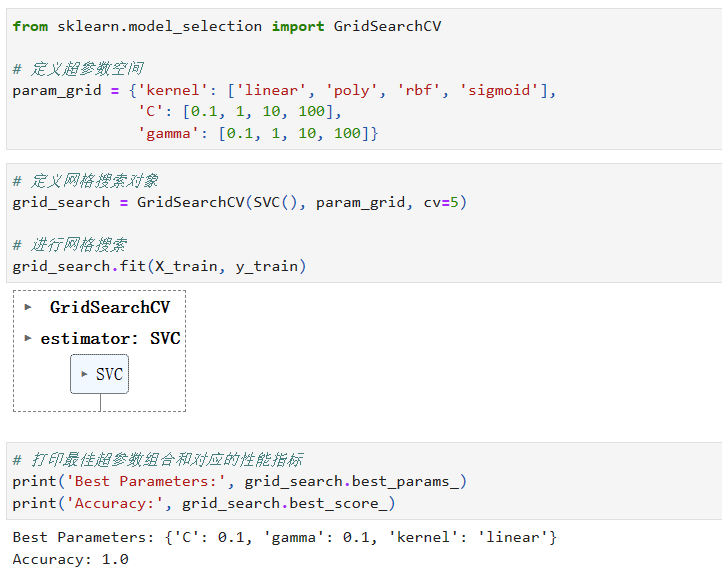 from sklearn.model_selection import GridSearchCV
# 定义超参数空间
param_grid = {'kernel': ['linear', 'poly', 'rbf', 'sigmoid'],
'C': [0.1, 1, 10, 100],
'gamma': [0.1, 1, 10, 100]}
# 定义网格搜索对象
grid_search = GridSearchCV(SVC(), param_grid, cv=5)
# 进行网格搜索
grid_search.fit(X_train, y_train)
GridSearchCV
estimator: SVC
SVC
# 打印最佳超参数组合和对应的性能指标
print('Best Parameters:', grid_search.best_params_)
print('Accuracy:', grid_search.best_score_)
Best Parameters: {'C': 0.1, 'gamma': 0.1, 'kernel': 'linear'}
Accuracy: 1.0